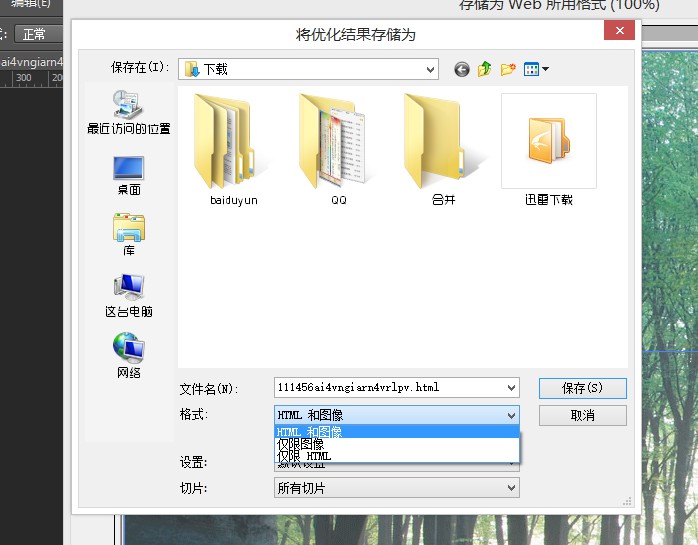 编辑(E)
存储为 Web 所用格式 (100%)
正常
将优化结果存储为
ai4vngiarn4
300
保存在(I):
下载
最近访问的位置
桌面
库
这台电脑
网络
baiduyun
QQ
合并
迅雷下载
文件名(N):
111456ai4vngiarn4vrlpv.html
保存(S)
格式:
HTML 和图像
取消
HTML 和图像
仅限图像
仅限 HTML
设置:
默认设置
切片:
所有切片